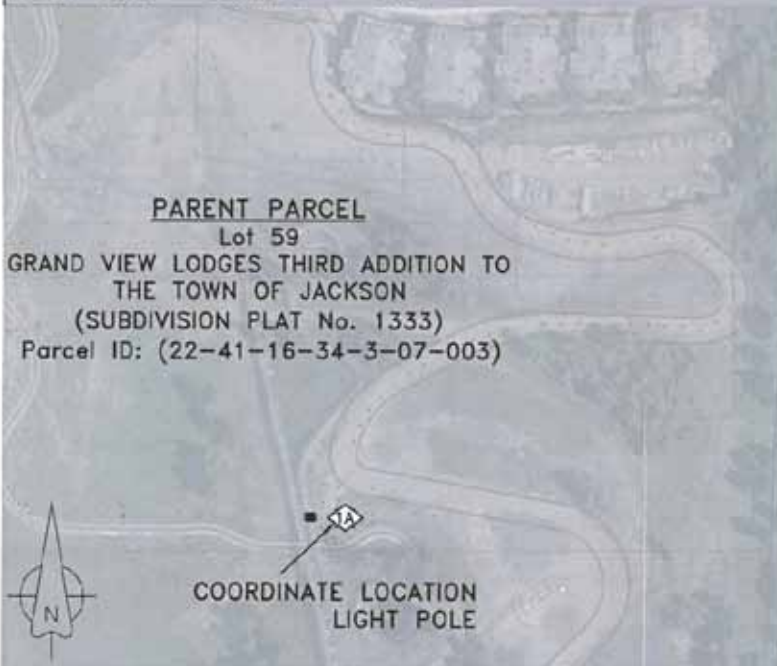 PARENT PARCEL
Lot 59
GRAND VIEW LODGES THIRD ADDITION TO
THE TOWN OF JACKSON
(SUBDIVISION PLAT No. 1333)
Parcel ID: (22-41-16-34-3-07-003)
1A
COORDINATE LOCATION
LIGHT POLE
N